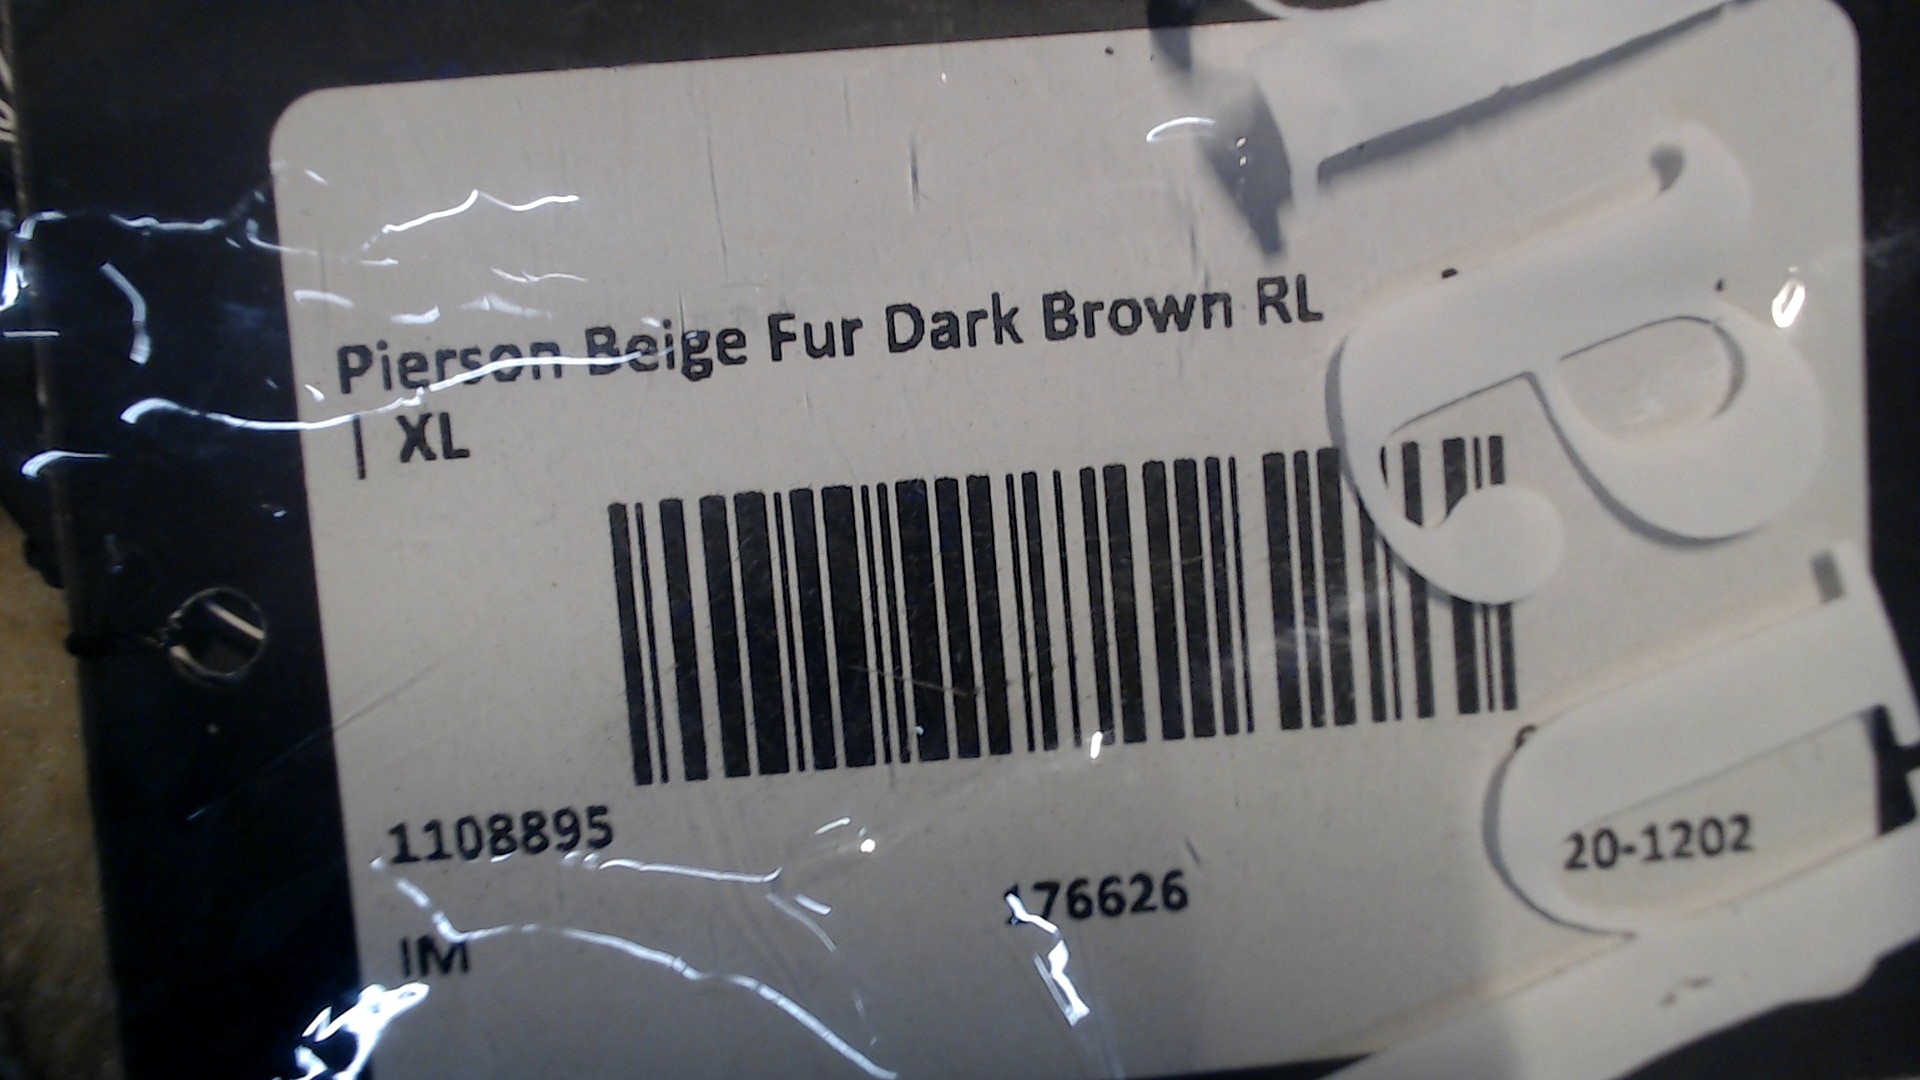 Pierson Beige Fur Dark Brown RL
| XL
1108895
176626
20-1202
IM